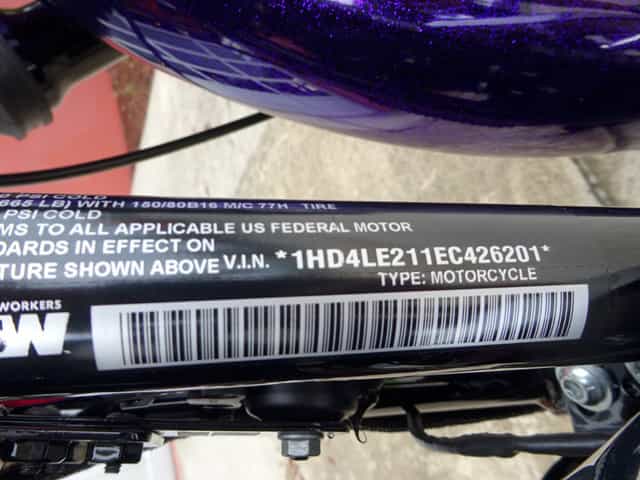 PSI COLD
665 LB) WITH 150/80B16 M/C 77H TIRE
PSI COLD
MS TO ALL APPLICABLE US FEDERAL MOTOR
DARDS IN EFFECT ON
TURE SHOWN ABOVE V.I.N. *1HD4LE211EC426201*
TYPE: MOTORCYCLE
WORKERS